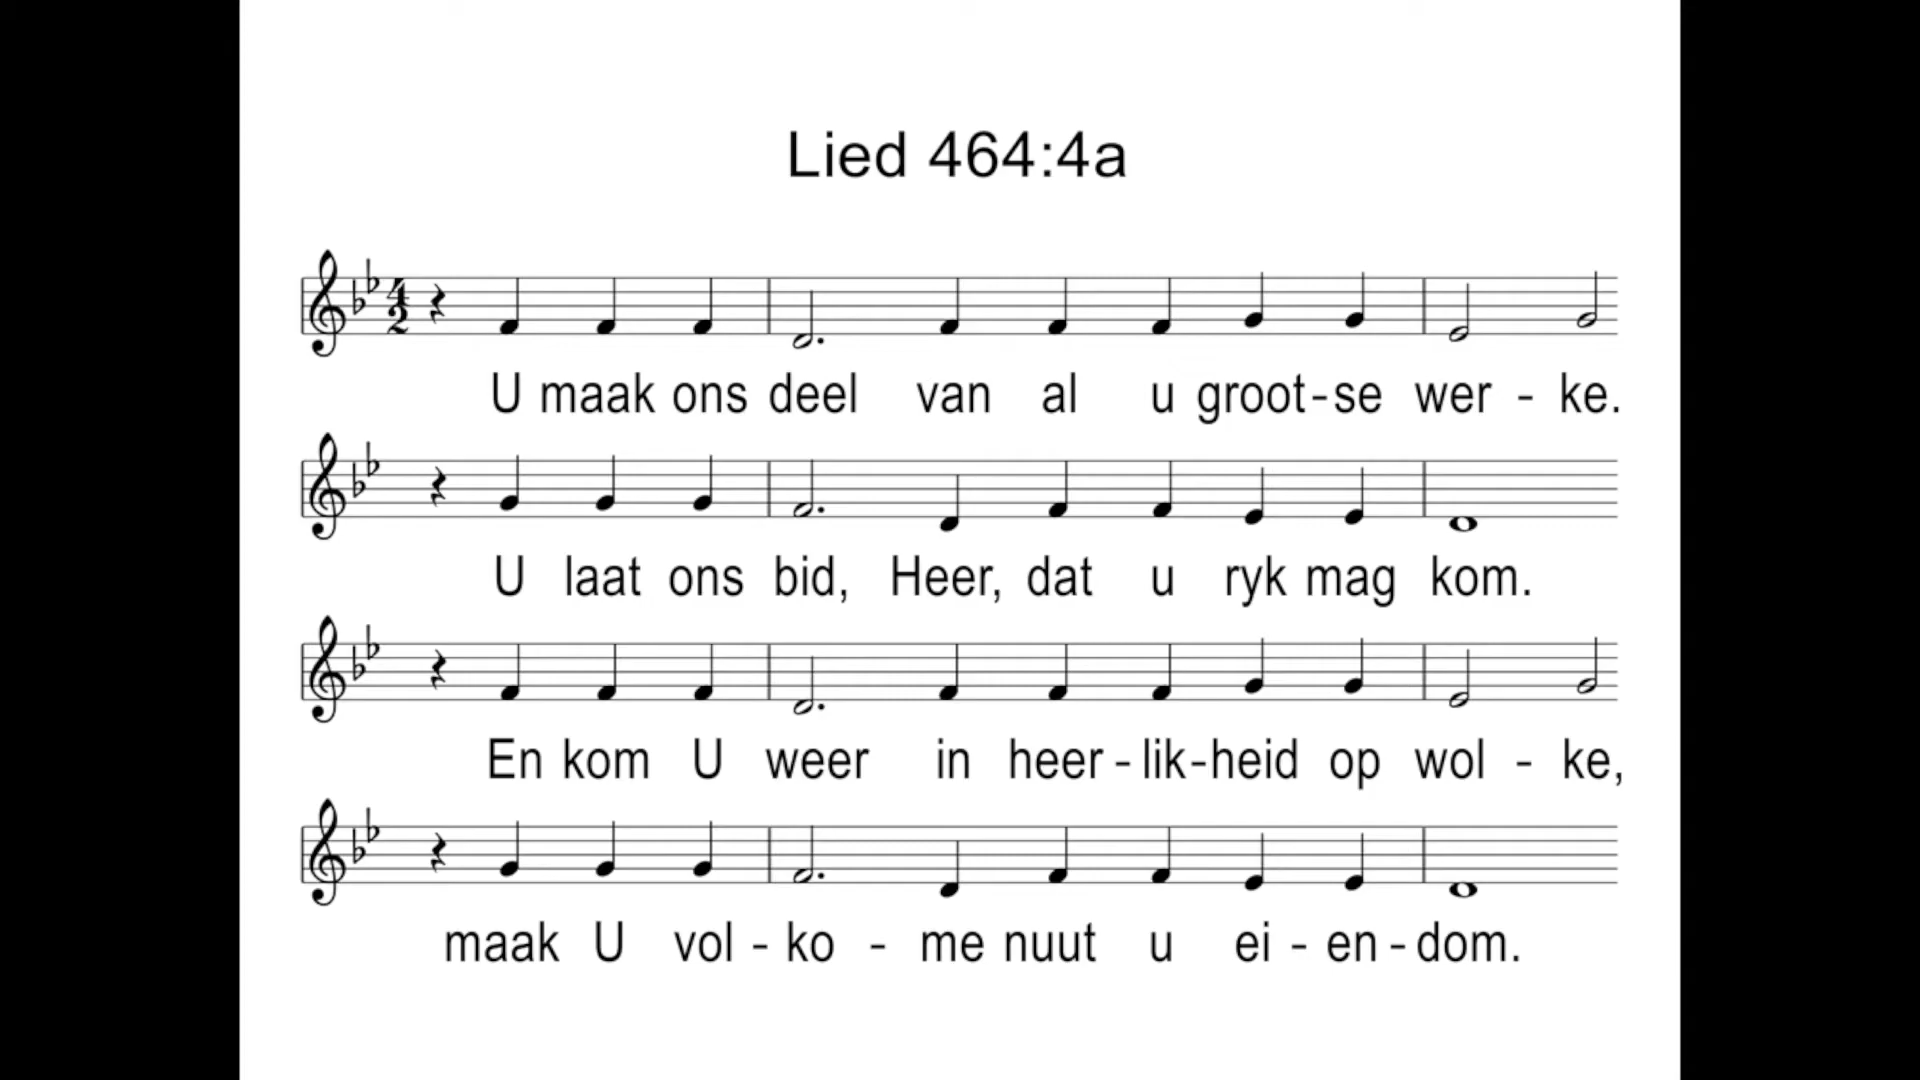 Lied 464:4a
4
2
U maak ons deel van al u groot-se wer - ke.
U laat ons bid, Heer, dat u ryk mag kom.
En kom U weer in heer - lik-heid op wol - ke,
maak U vol - ko - me nuut u ei - en - dom.